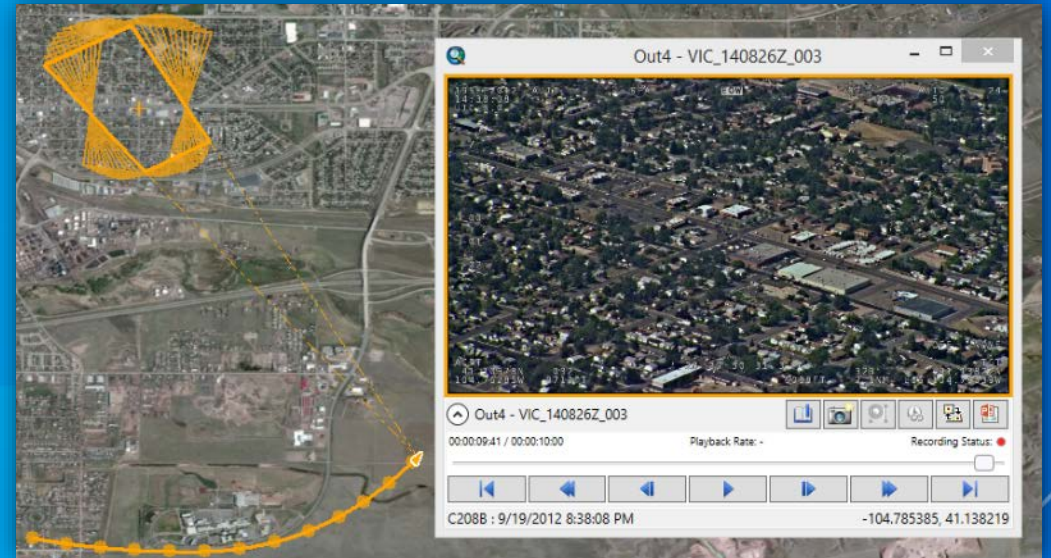 Out4 - VIC_140826Z_003
Out4 - VIC_140826Z_003
00:00:09:41 / 00:00:10:00
Playback Rate: -
Recording Status:
C208B : 9/19/2012 8:38:08 PM
-104.785385, 41.138219